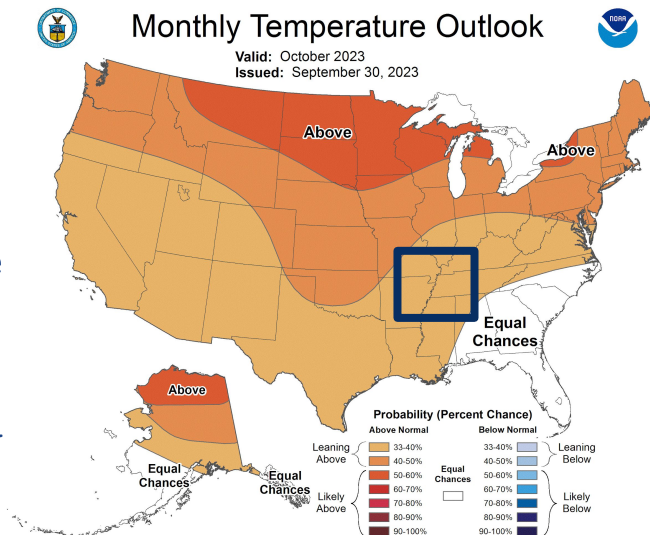 Monthly Temperature Outlook
NOAA
Valid: October 2023
Issued: September 30, 2023
Above
Above
Equal
Chances
Above
Equal
Chances
Equal
Chances
Probability (Percent Chance)
Above Normal
Below Normal
Leaning
Above
33-40%
40-50%
Likely
Above
50-60%
60-70%
70-80%
80-90%
90-100%
Equal
Chances
33-40%
40-50%
Leaning
Below
50-60%
60-70%
70-80%
80-90%
90-100%
Likely
Below